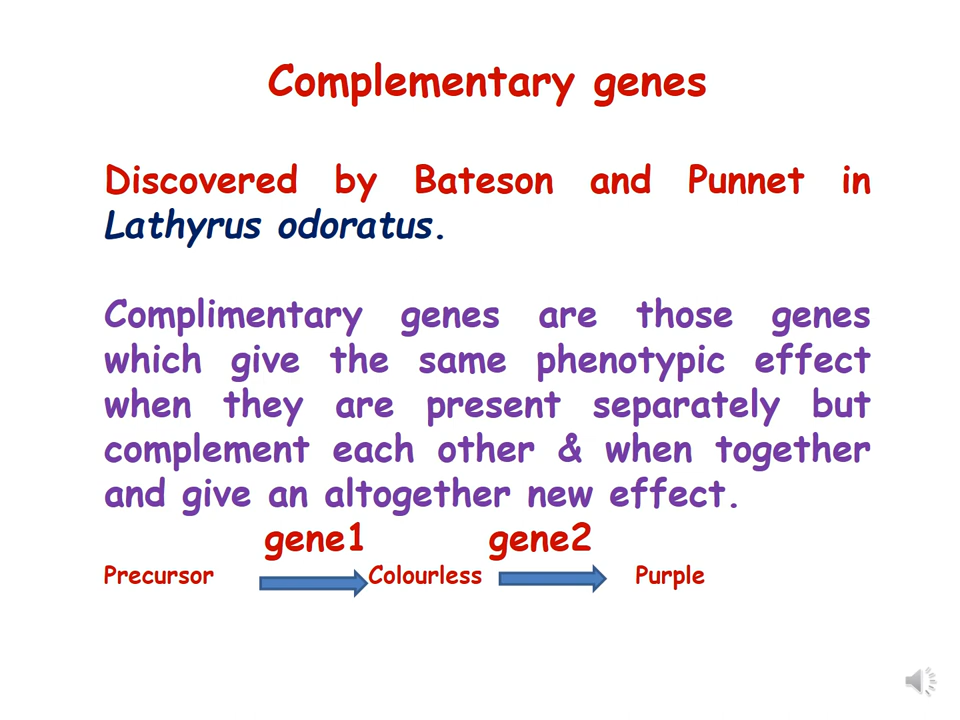 Complementary genes
Discovered by Bateson and Punnet in
Lathyrus odoratus.
Complimentary genes are those genes
which give the same phenotypic effect
when they are present separately but
complement each other & when together
and give an altogether new effect.
gene1 gene2
Precursor Colourless Purple